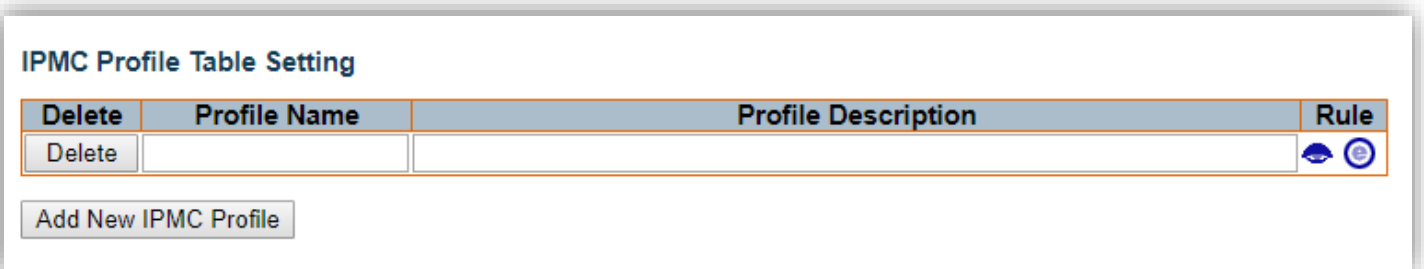 IPMC Profile Table Setting
Delete Profile Name Profile Description Rule
Delete e
Add New IPMC Profile